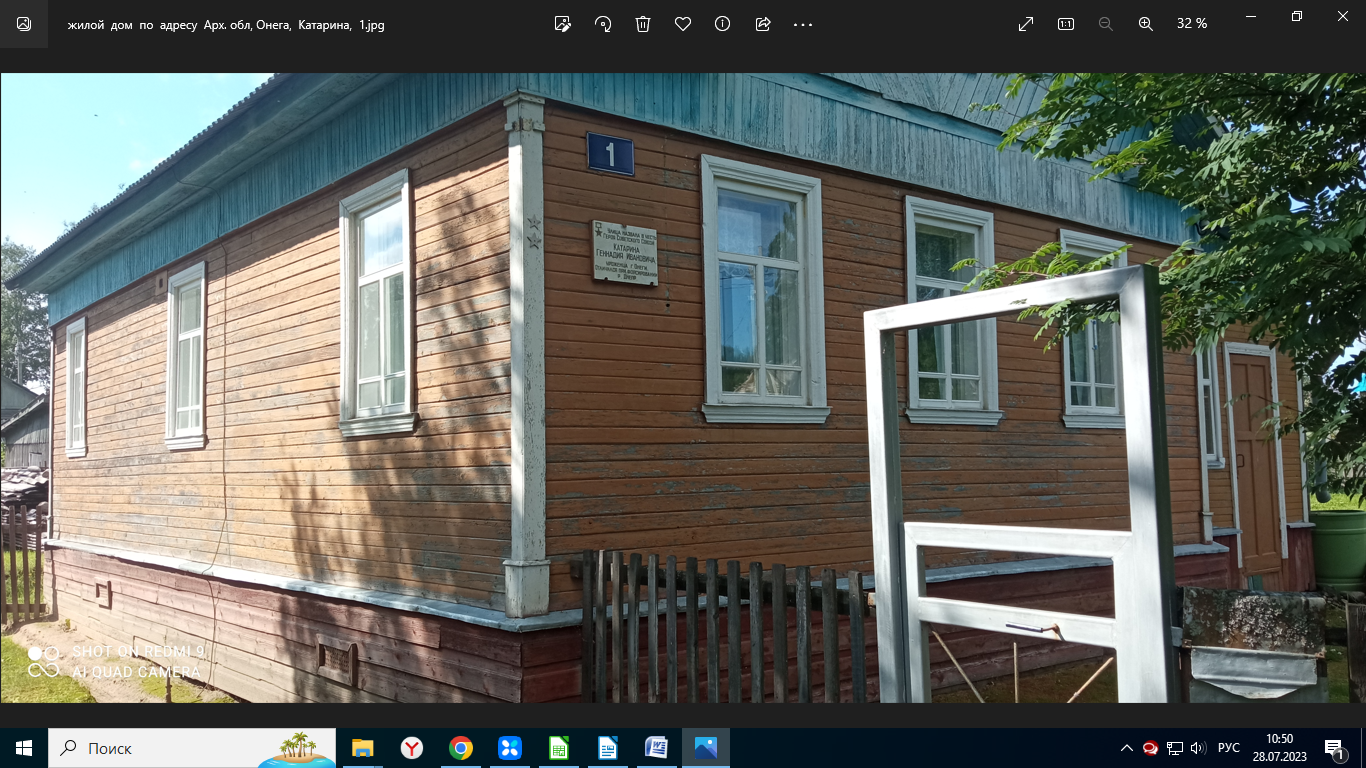 жилой дом по адресу Арх. обл, Онега, Катарина, 1.jpg
32 %
1
УЛИЦА НАЗВАНА В ЧЕСТЬ
ГЕРОЯ СОВЕТСКОГО СОЮЗА
КАТАРИНА
ГЕННАДИЯ ИВАНОВИЧА
УРОЖЕНЦА Г. ОНЕГИ,
SHOT ON REDMI 9
AI QUAD CAMERA
Поиск
РУС
10:50
28.07.2023
1